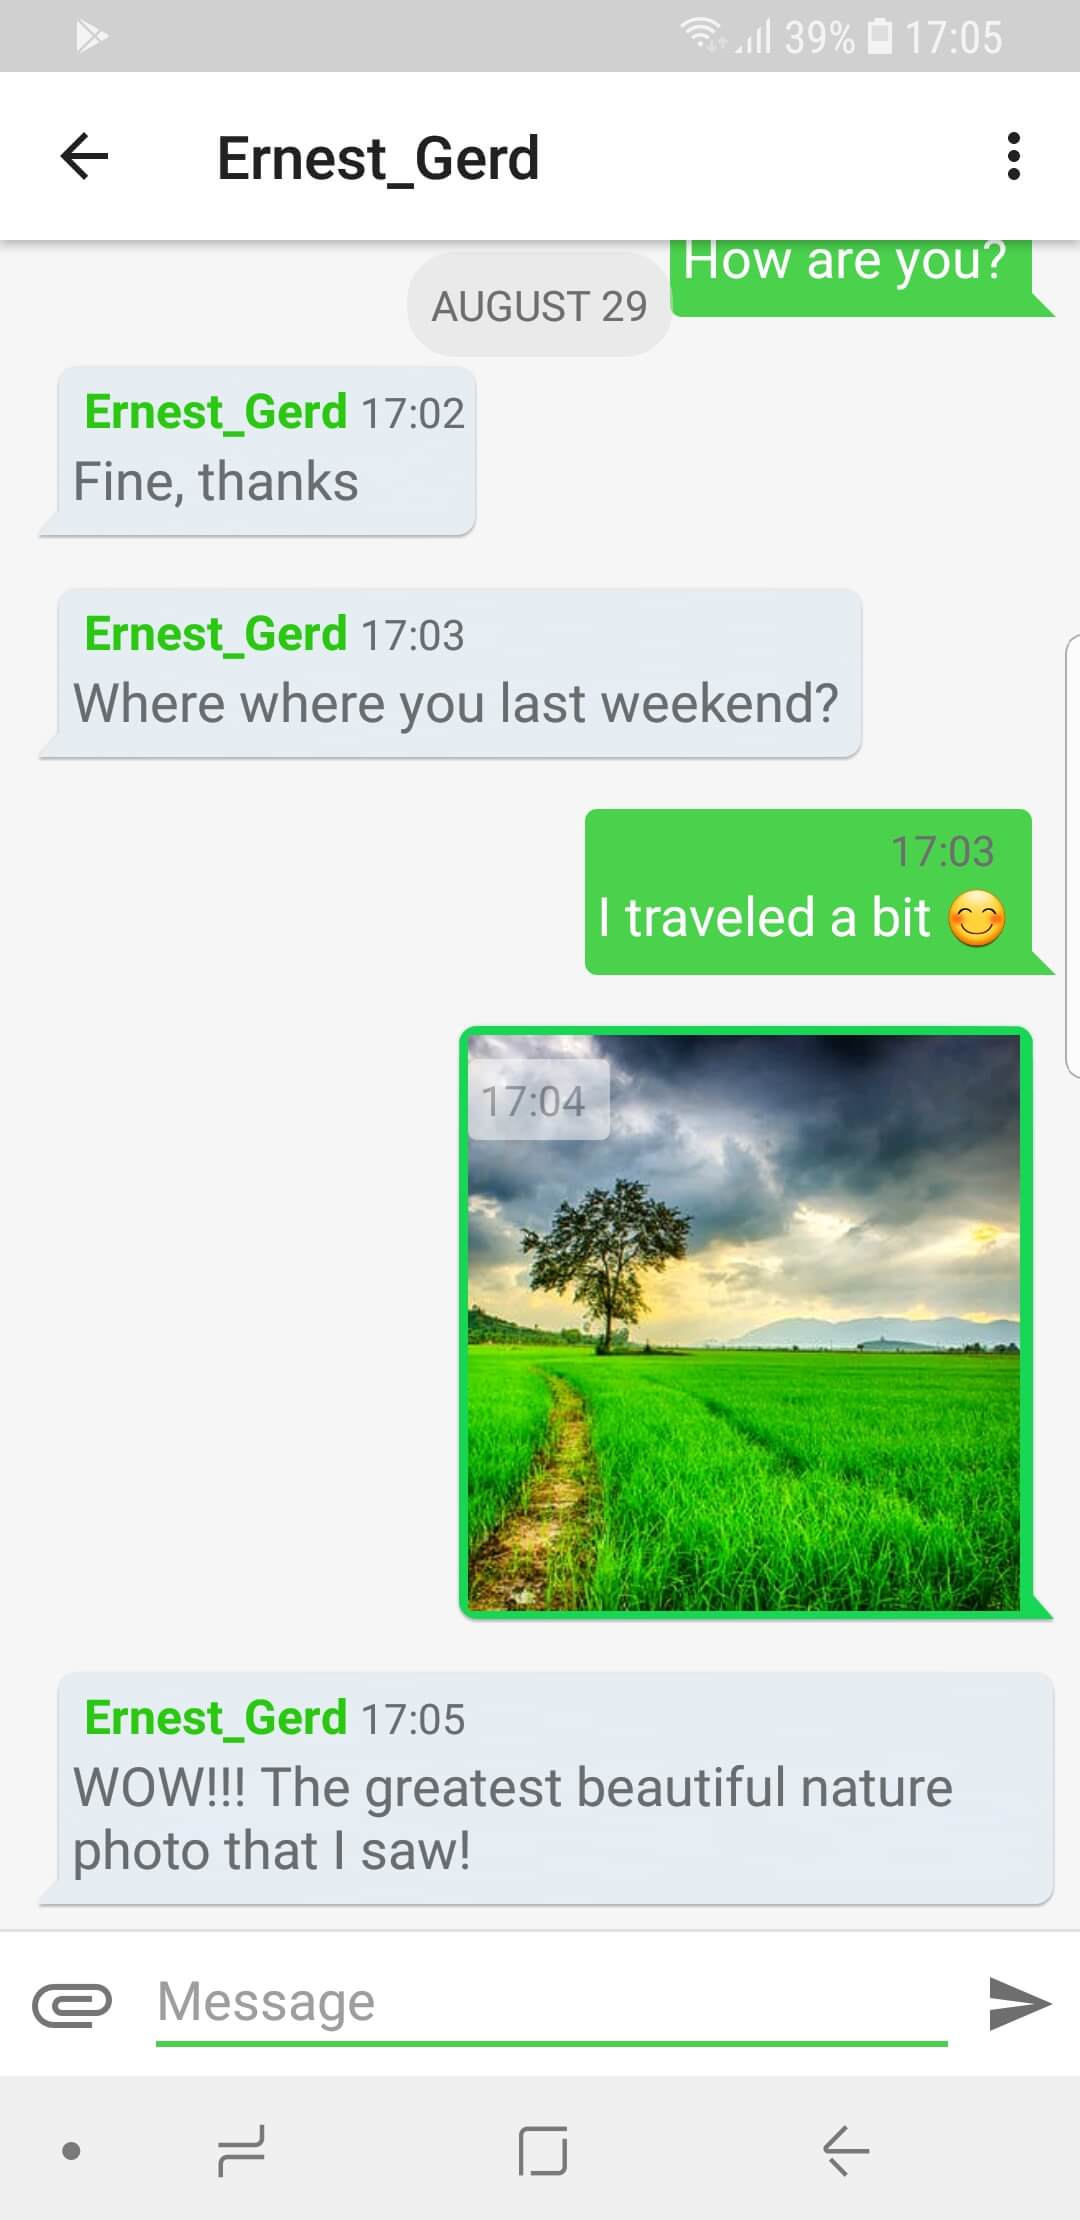 39% 17:05
Ernest_Gerd
How are you?
AUGUST 29
Ernest_Gerd 17:02
Fine, thanks
Ernest_Gerd 17:03
Where where you last weekend?
17:03
I traveled a bit 😊
17:04
Ernest_Gerd 17:05
WOW!!! The greatest beautiful nature
photo that I saw!
Message